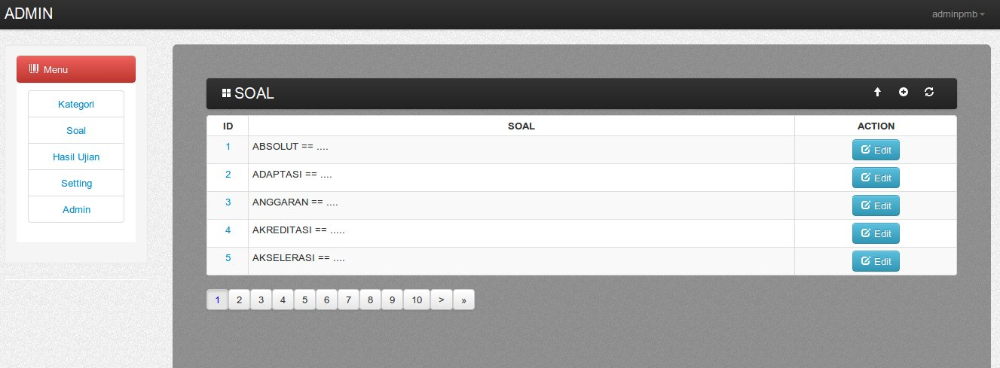 ADMIN
adminpmb
Menu
Kategori
Soal
Hasil Ujian
Setting
Admin
SOAL
ID SOAL ACTION
1 ABSOLUT == .... Edit
2 ADAPTASI == .... Edit
3 ANGGARAN == .... Edit
4 AKREDITASI == ..... Edit
5 AKSELERASI == .... Edit
1 2 3 4 5 6 7 8 9 10 > »